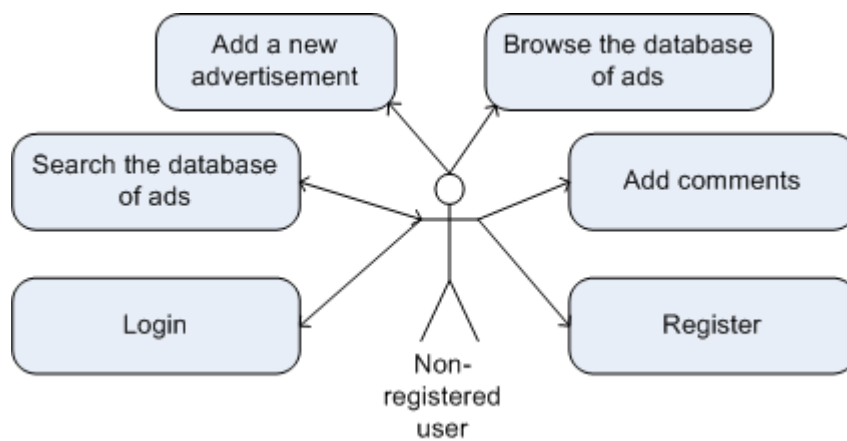 Add a new
advertisement
Browse the database
of ads
Search the database
of ads
Add comments
Login
Register
Non-
registered
user